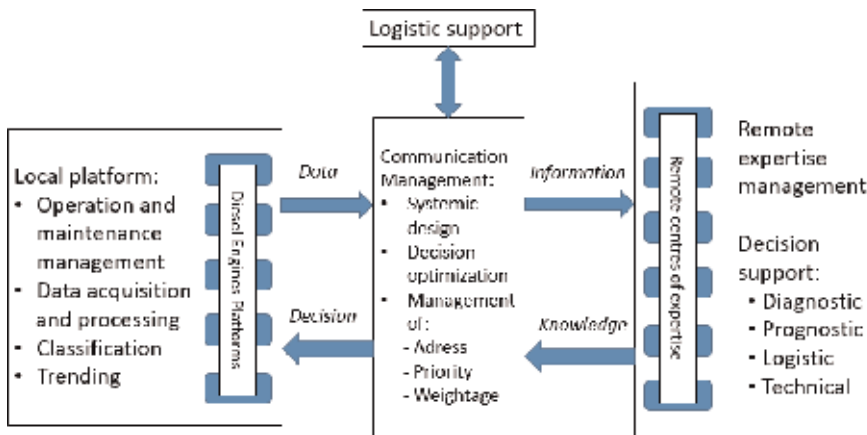 Logistic support
Local platform:
• Operation and
maintenance
management
• Data acquisition
and processing
• Classification
• Trending
Diesel Engines Platforms
Data
Decision
Communication
Management:
• Systemic
design
• Decision
optimization
• Management
of:
- Adress
- Priority
- Weightage
Information
Knowledge
Remote centres of expertise
Remote
expertise
management
Decision
support:
• Diagnostic
• Prognostic
• Logistic
• Technical